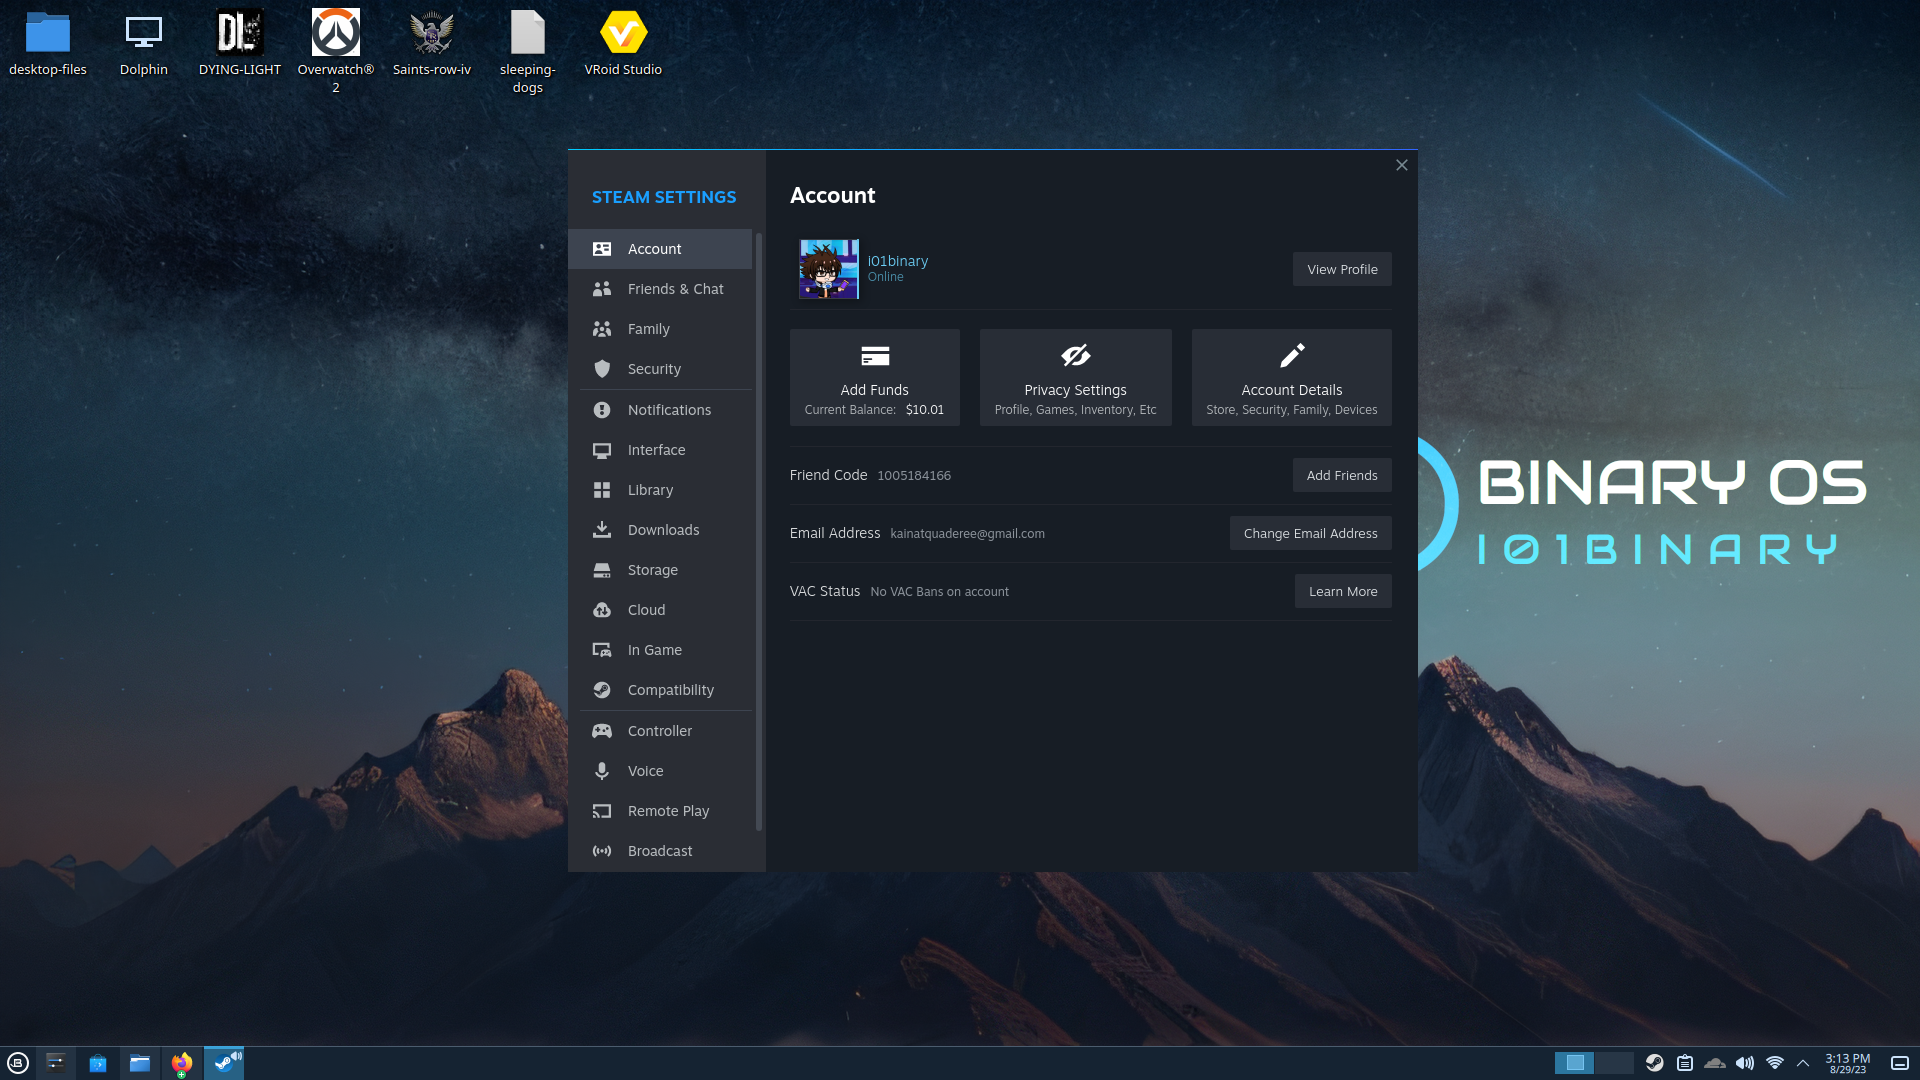 desktop-files
Dolphin
DYING-LIGHT
Overwatch®
2
Saints-row-iv
sleeping-
dogs
VRoid Studio
STEAM SETTINGS
Account
Friends & Chat
Family
Security
Notifications
Interface
Library
Downloads
Storage
Cloud
In Game
Compatibility
Controller
Voice
Remote Play
Broadcast
Account
i01binary
Online
View Profile
Add Funds
Current Balance: $10.01
Privacy Settings
Profile, Games, Inventory, Etc
Account Details
Store, Security, Family, Devices
Friend Code 1005184166
Add Friends
Email Address kainatquaderee@gmail.com
Change Email Address
VAC Status No VAC Bans on account
Learn More
BINARY OS
I01BINARY
3:13 PM
8/29/23